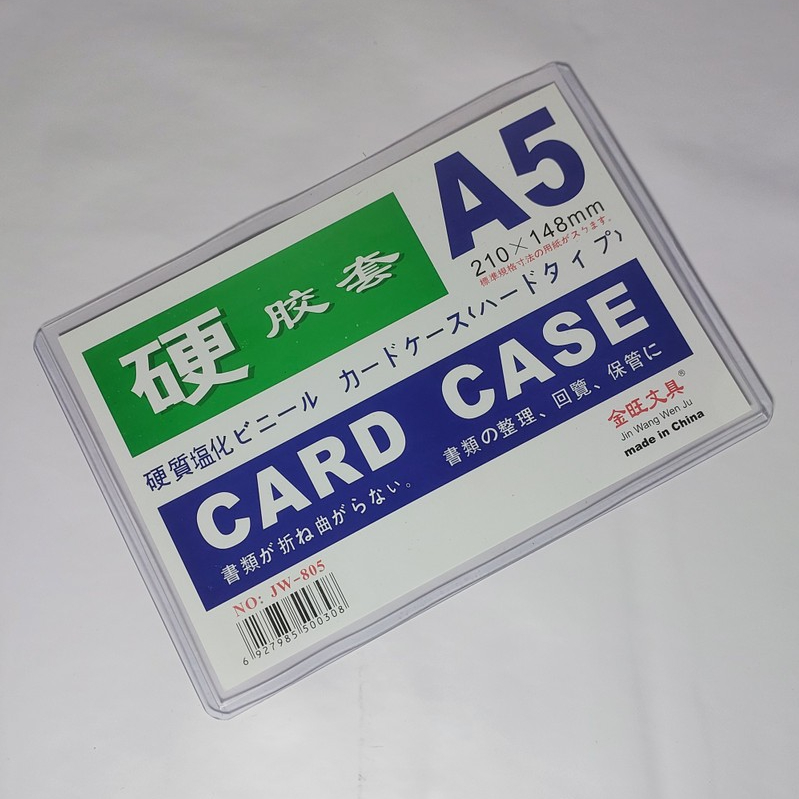 A5
210×148mm
標準規格寸法の用紙がスケます。
硬胶套
硬質塩化ビニール カードケース(ハードタイプ)
CARD CASE
書類が折ね曲がらない。 書類の整理、回覽、保管に
金旺文具®
Jin Wang Wen Ju
made in China
NO: JW-805
6 927985 500308